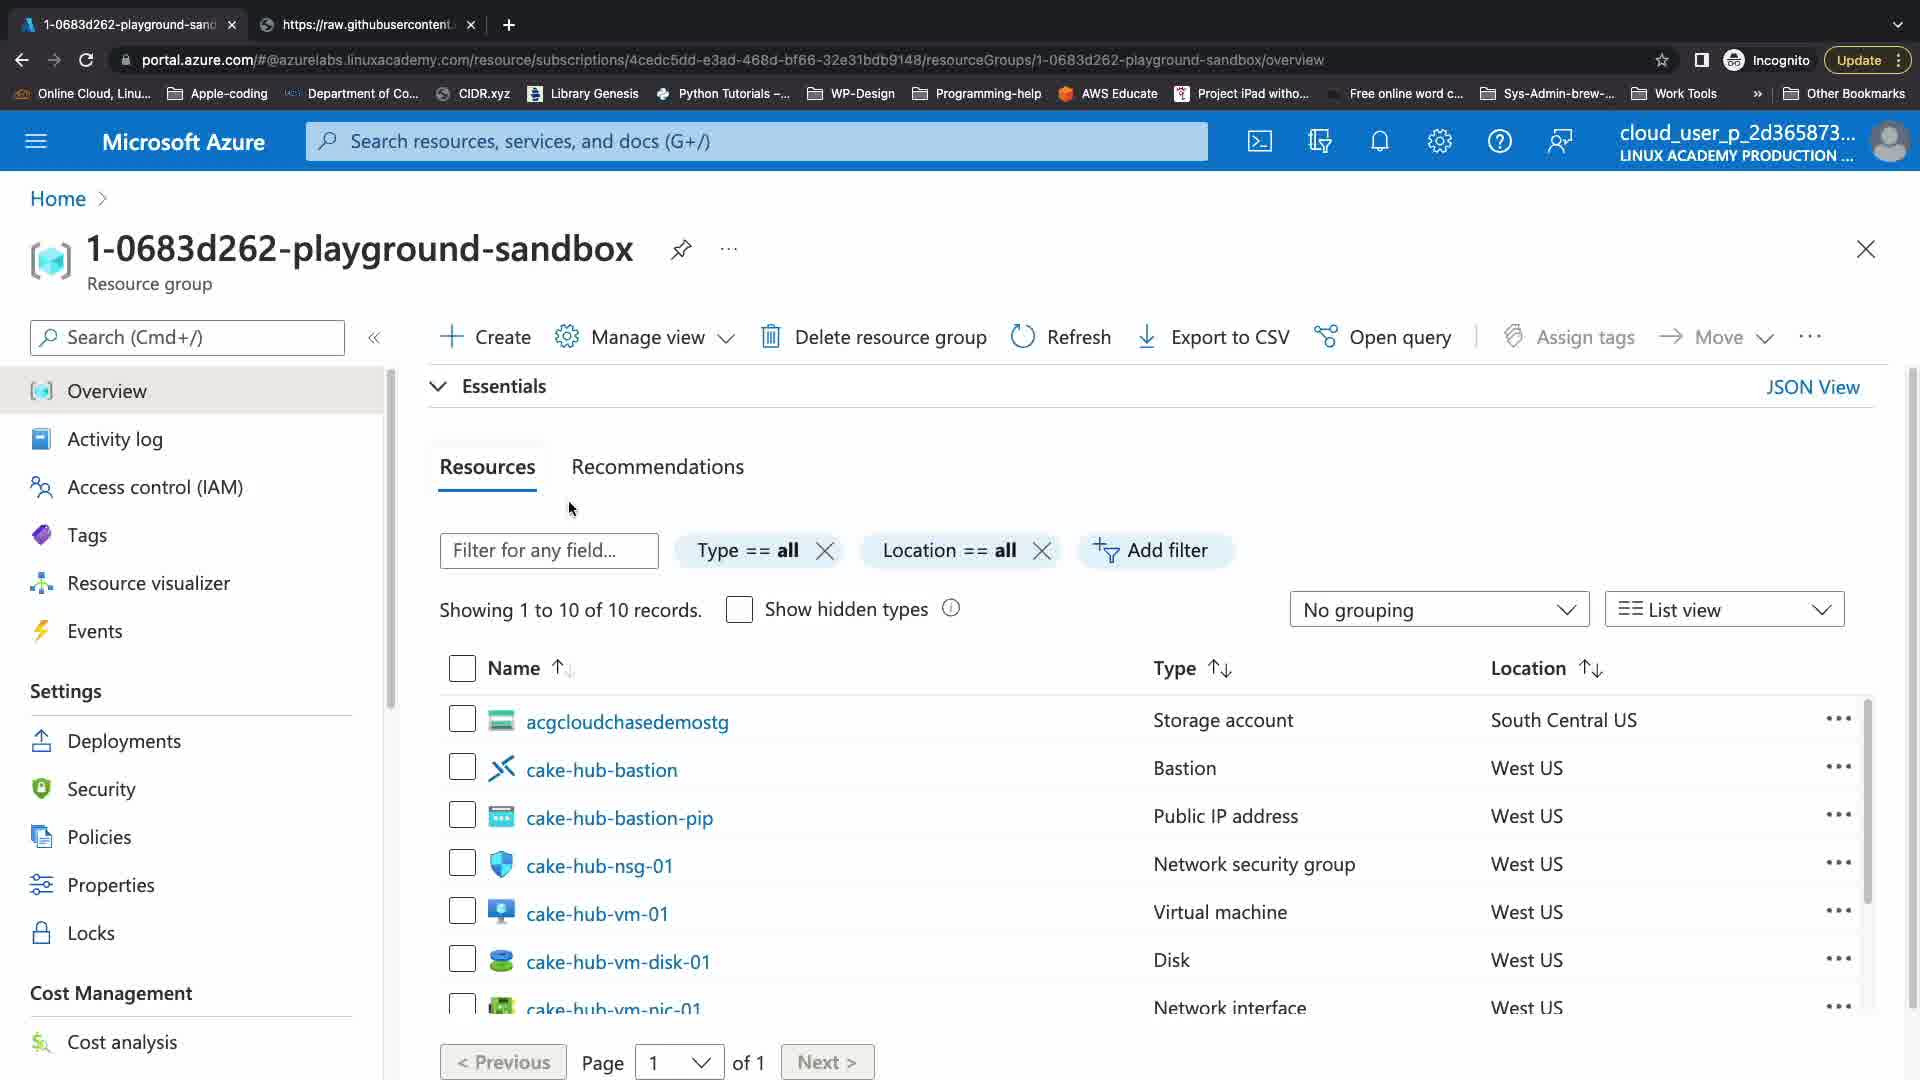 1-0683d262-playground-sand
https://raw.githubusercontent.
portal.azure.com/#@azurelabs.linuxacademy.com/resource/subscriptions/4cedc5dd-e3ad-468d-bf66-32e31bdb9148/resourceGroups/1-0683d262-playground-sandbox/overview
Incognito
Update
Online Cloud, Linu...
Apple-coding
Department of Co...
CIDR.xyz
Library Genesis
Python Tutorials –...
WP-Design
Programming-help
AWS Educate
Project iPad witho...
Free online word c...
Sys-Admin-brew-...
Work Tools
»
Other Bookmarks
Microsoft Azure
Search resources, services, and docs (G+/)
cloud_user_p_2d365873...
LINUX ACADEMY PRODUCTION ...
Home
1-0683d262-playground-sandbox
...
Resource group
Search (Cmd+/)
«
Create
Manage view
Delete resource group
Refresh
Export to CSV
Open query
Assign tags
Move
...
Overview
Activity log
Access control (IAM)
Tags
Resource visualizer
Events
Settings
Deployments
Security
Policies
Properties
Locks
Cost Management
Cost analysis
Essentials
JSON View
Resources
Recommendations
Filter for any field...
Type == all
Location == all
Add filter
Showing 1 to 10 of 10 records.
Show hidden types
No grouping
List view
Name
Type
Location
acgcloudchasedemostg
Storage account
South Central US
cake-hub-bastion
Bastion
West US
cake-hub-bastion-pip
Public IP address
West US
cake-hub-nsg-01
Network security group
West US
cake-hub-vm-01
Virtual machine
West US
cake-hub-vm-disk-01
Disk
West US
cake-hub-vm-nic-01
Network interface
West US
< Previous
Page
1
of 1
Next >